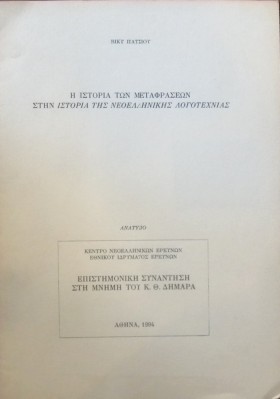 ΒΙΚΥ ΠΑΤΣΙΟΥ
Η ΙΣΤΟΡΙΑ ΤΩΝ ΜΕΤΑΦΡΑΣΕΩΝ
ΣΤΗΝ ΙΣΤΟΡΙΑ ΤΗΣ ΝΕΟΕΛΛΗΝΙΚΗΣ ΛΟΓΟΤΕΧΝΙΑΣ
ΑΝΑΤΥΠΟ
ΚΕΝΤΡΟ ΝΕΟΕΛΛΗΝΙΚΩΝ ΕΡΕΥΝΩΝ
ΕΘΝΙΚΟΥ ΙΔΡΥΜΑΤΟΣ ΕΡΕΥΝΩΝ
ΕΠΙΣΤΗΜΟΝΙΚΗ ΣΥΝΑΝΤΗΣΗ
ΣΤΗ ΜΝΗΜΗ ΤΟΥ Κ. Θ. ΔΗΜΑΡΑ
ΑΘΗΝΑ, 1994